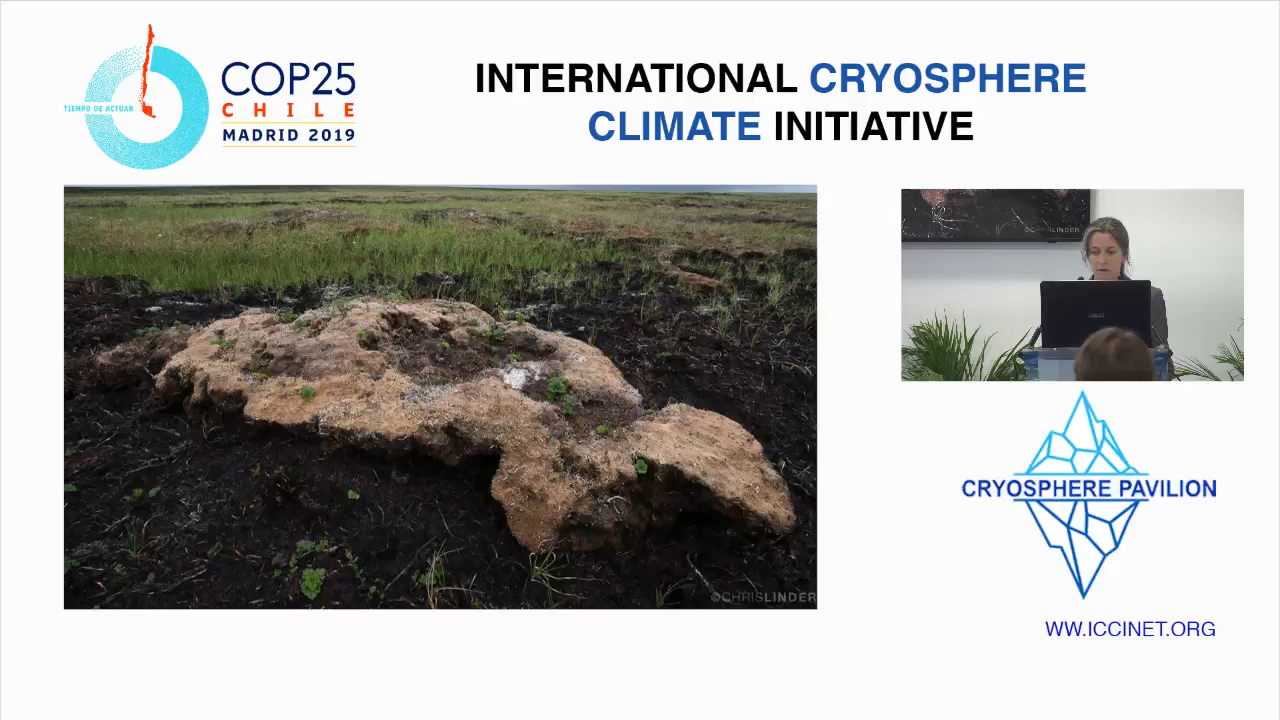 COP25
CHILE
MADRID 2019
TIEMPO DE ACTUAR
INTERNATIONAL CRYOSPHERE
CLIMATE INITIATIVE
©CHRISLINDER
CRYOSPHERE PAVILION
WW.ICCINET.ORG